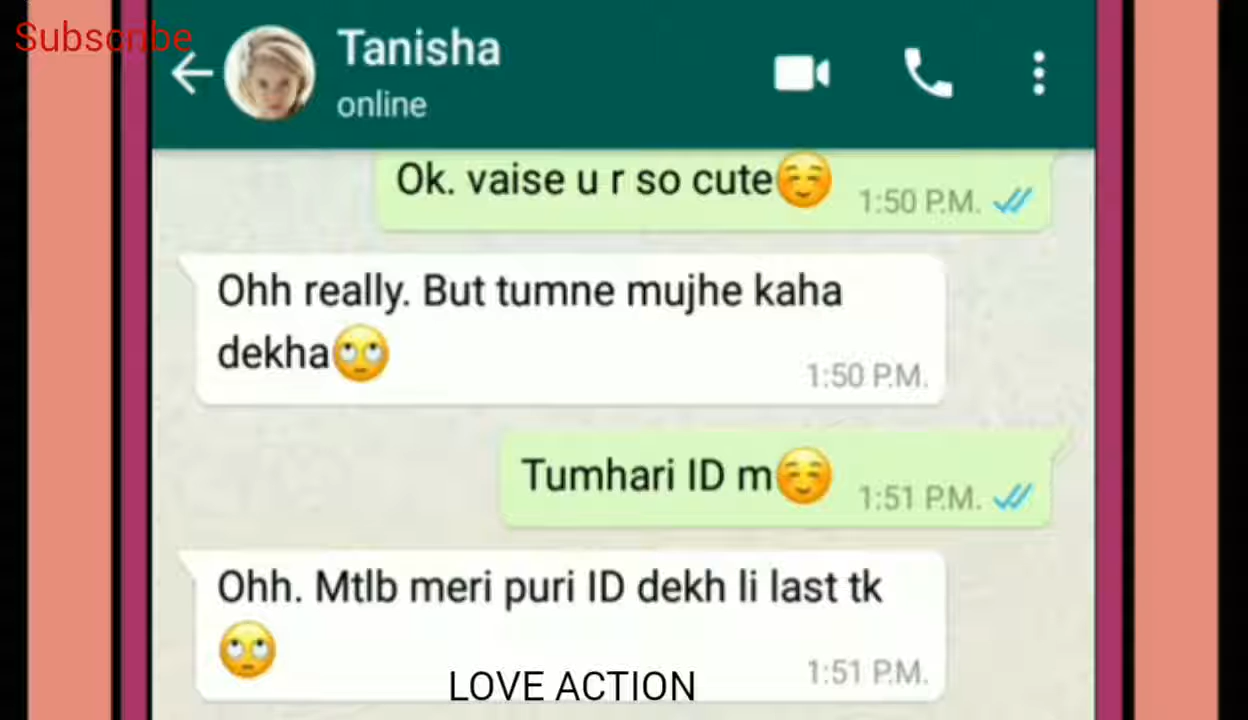 Subscribe
Tanisha
online
Ok. vaise u r so cute☺️
1:50 P.M.
Ohh really. But tumne mujhe kaha
dekha🙄
1:50 P.M.
Tumhari ID m☺️
1:51 P.M.
Ohh. Mtlb meri puri ID dekh li last tk
🙄
1:51 P.M.
LOVE ACTION